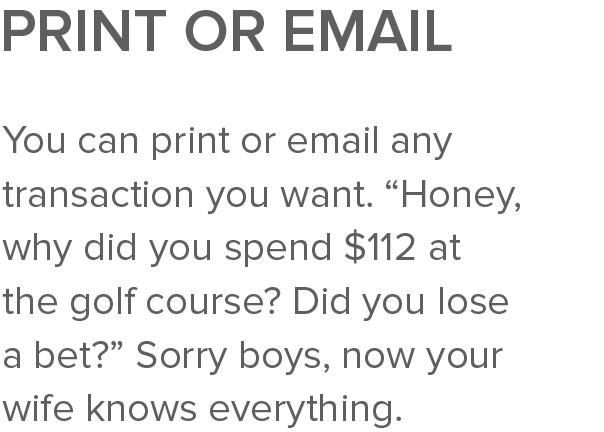 PRINT OR EMAIL
You can print or email any
transaction you want. “Honey,
why did you spend $112 at
the golf course? Did you lose
a bet?” Sorry boys, now your
wife knows everything.